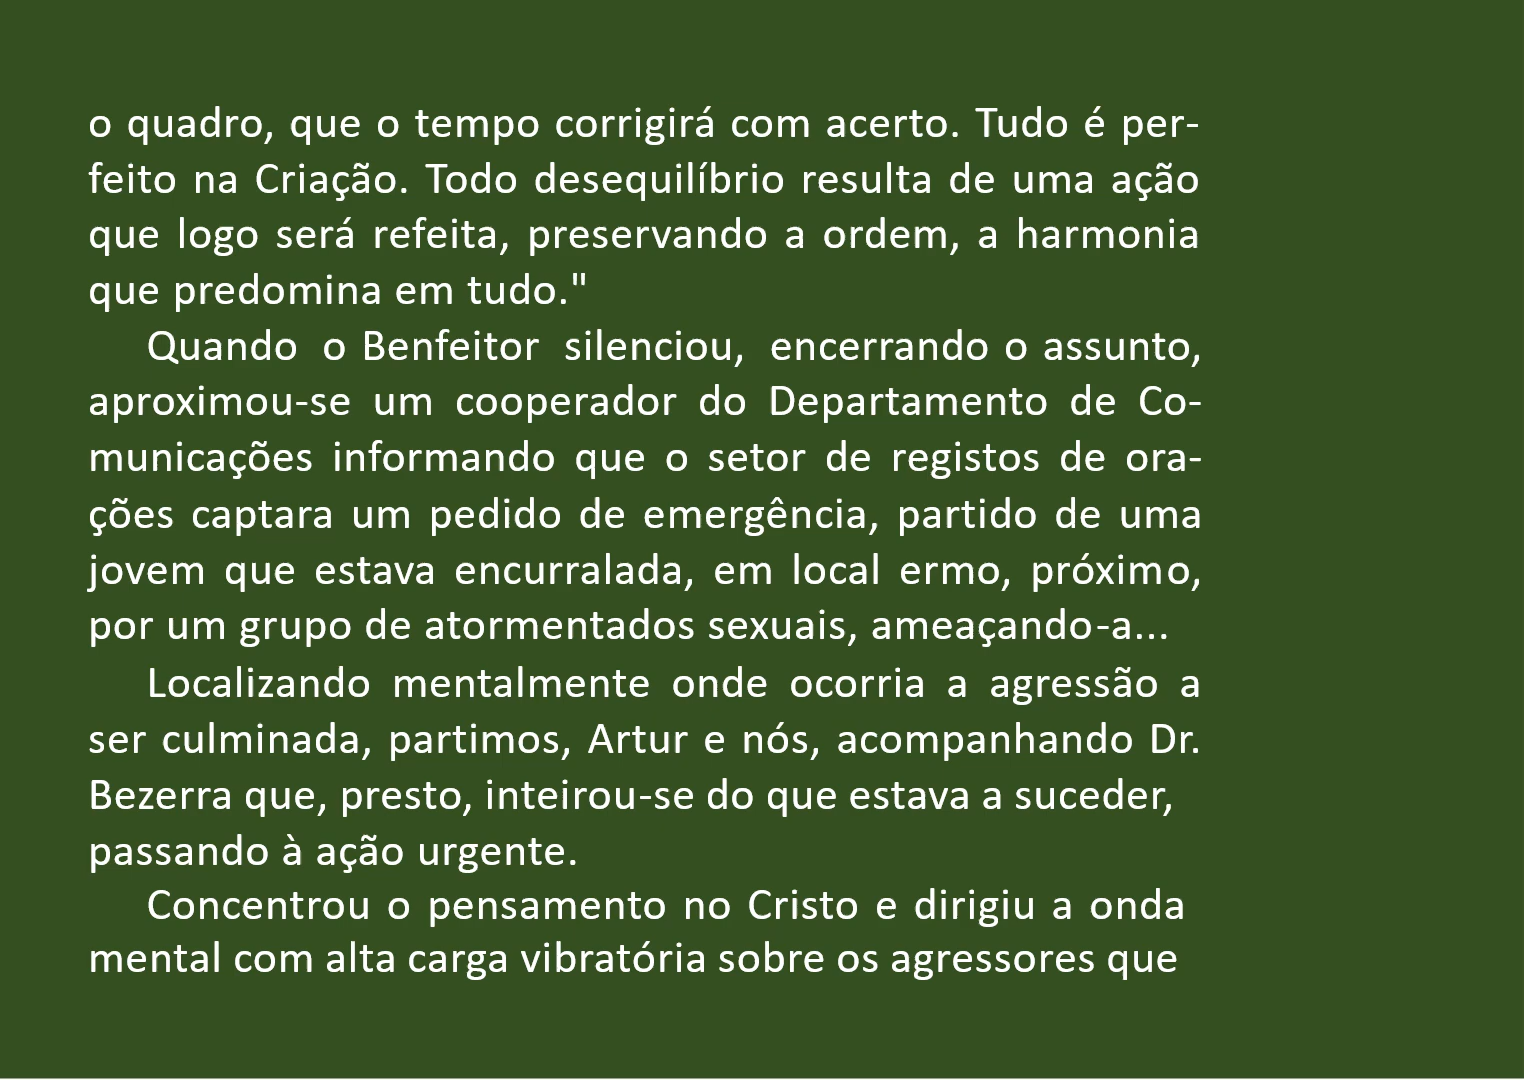 o quadro, que o tempo corrigirá com acerto. Tudo é per-
feito na Criação. Todo desequilíbrio resulta de uma ação
que logo será refeita, preservando a ordem, a harmonia
que predomina em tudo."
Quando o Benfeitor silenciou, encerrando o assunto,
aproximou-se um cooperador do Departamento de Co-
municações informando que o setor de registos de ora-
ções captara um pedido de emergência, partido de uma
jovem que estava encurralada, em local ermo, próximo,
por um grupo de atormentados sexuais, ameaçando-a...
Localizando mentalmente onde ocorria a agressão a
ser culminada, partimos, Artur e nós, acompanhando Dr.
Bezerra que, presto, inteirou-se do que estava a suceder,
passando à ação urgente.
Concentrou o pensamento no Cristo e dirigiu a onda
mental com alta carga vibratória sobre os agressores que